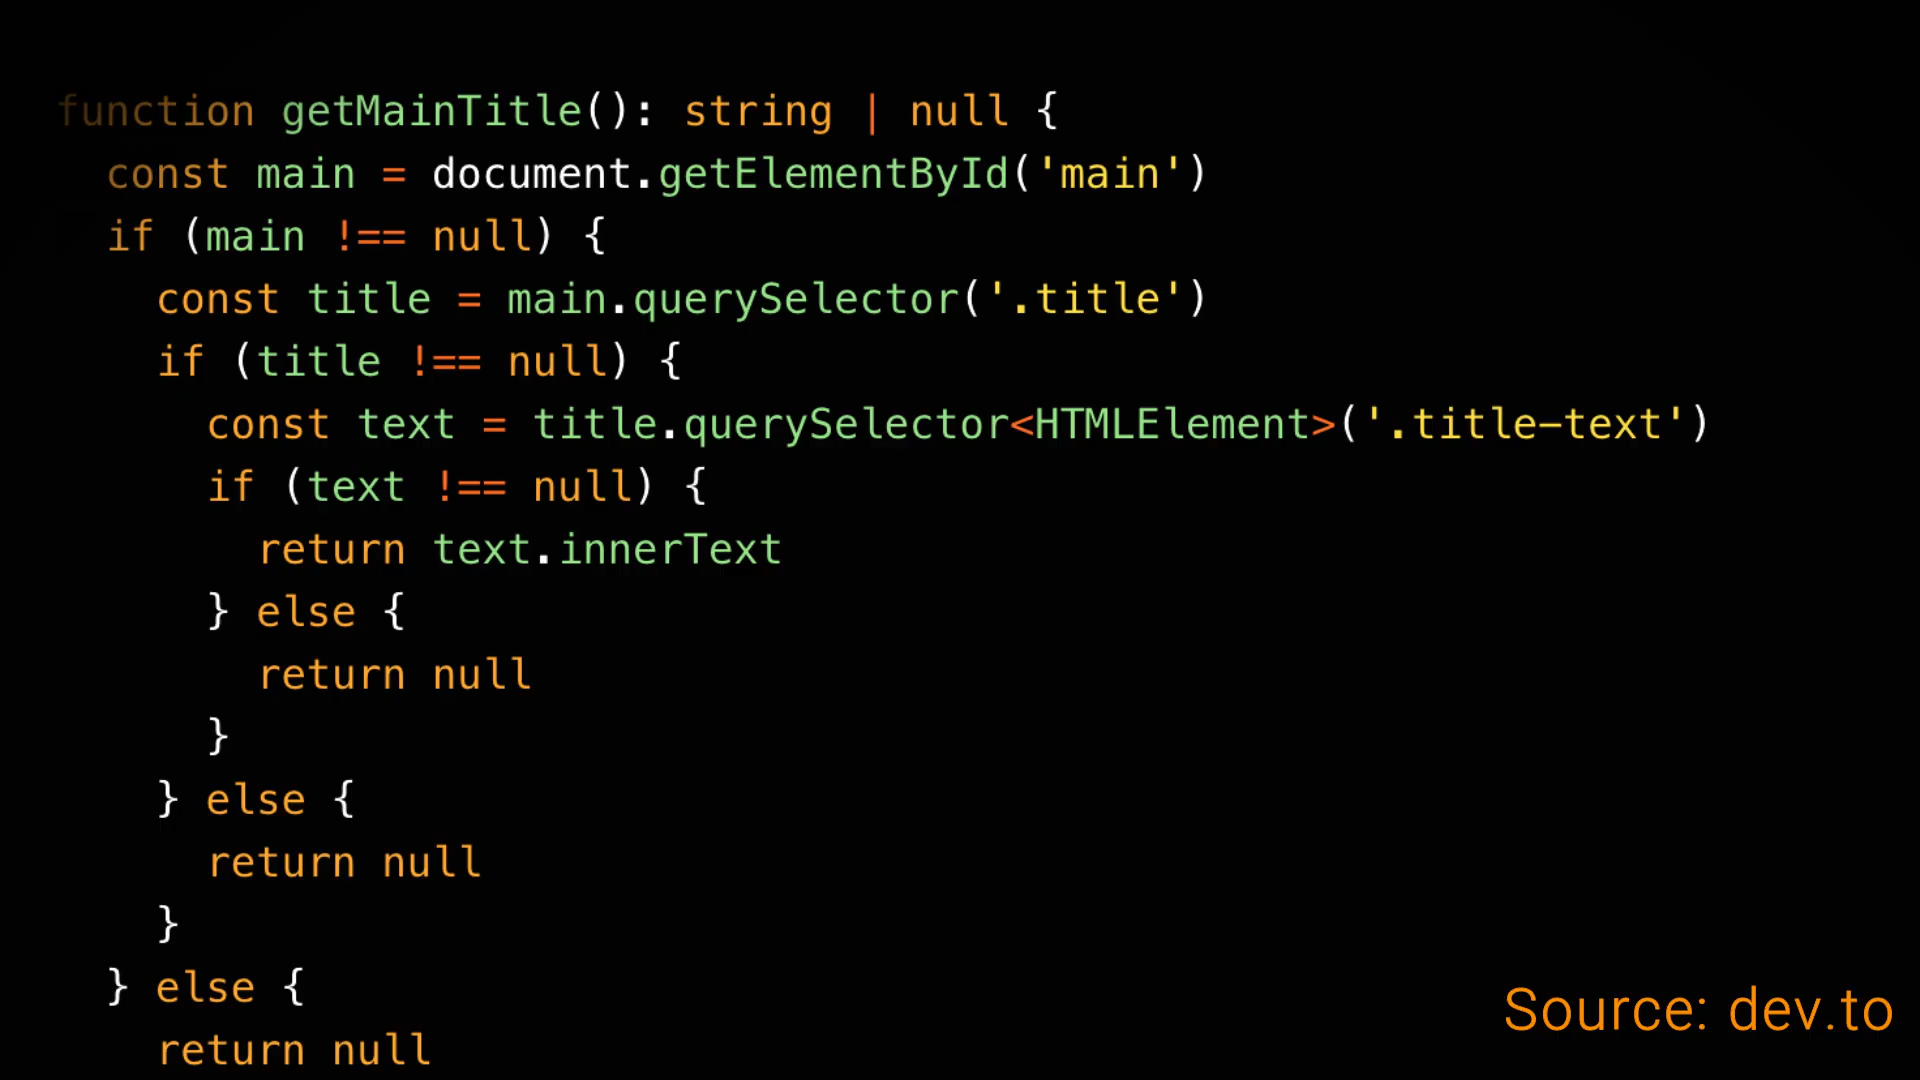 function getMainTitle(): string | null {
  const main = document.getElementById('main')
  if (main !== null) {
    const title = main.querySelector('.title')
    if (title !== null) {
      const text = title.querySelector<HTMLElement>('.title-text')
      if (text !== null) {
        return text.innerText
      } else {
        return null
      }
    } else {
      return null
    }
  } else {
    return null
Source: dev.to